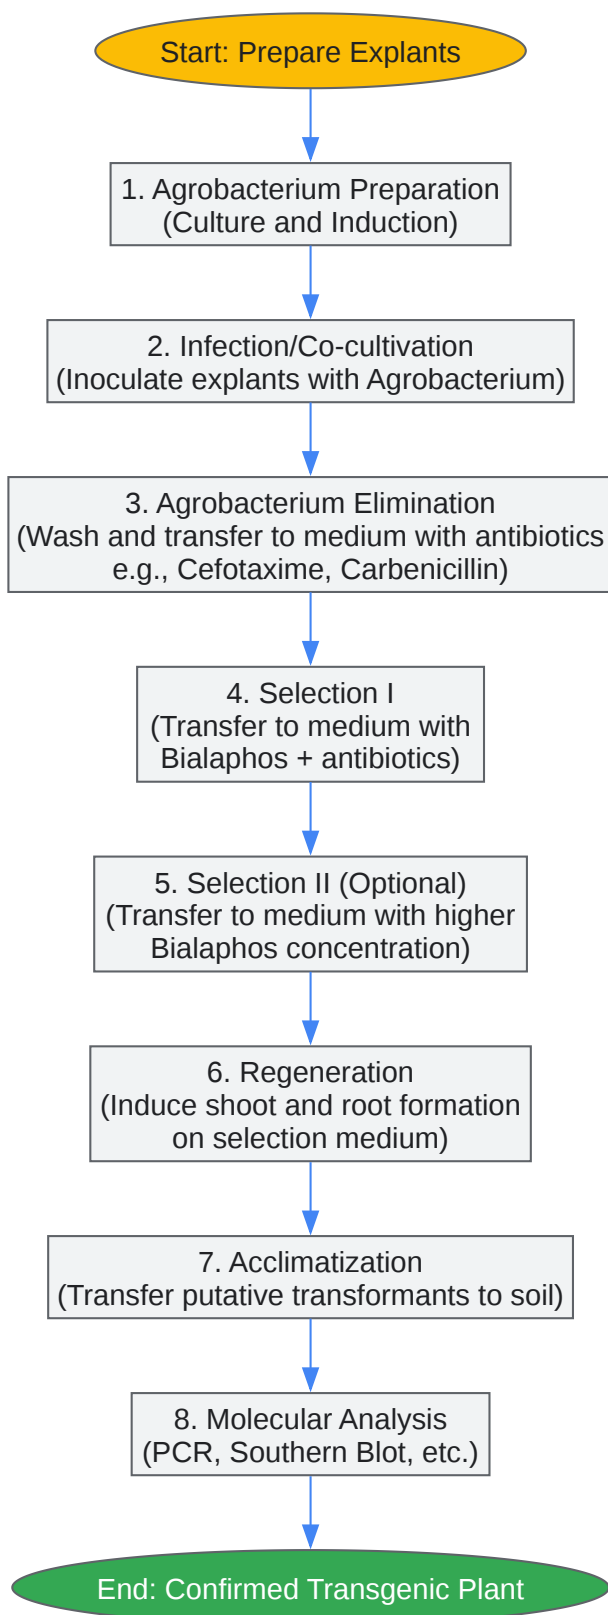 Start: Prepare Explants
1. Agrobacterium Preparation
(Culture and Induction)
2. Infection/Co-cultivation
(Inoculate explants with Agrobacterium)
3. Agrobacterium Elimination
(Wash and transfer to medium with antibiotics
e.g., Cefotaxime, Carbenicillin)
4. Selection I
(Transfer to medium with
Bialaphos + antibiotics)
5. Selection II (Optional)
(Transfer to medium with higher
Bialaphos concentration)
6. Regeneration
(Induce shoot and root formation
on selection medium)
7. Acclimatization
(Transfer putative transformants to soil)
8. Molecular Analysis
(PCR, Southern Blot, etc.)
End: Confirmed Transgenic Plant